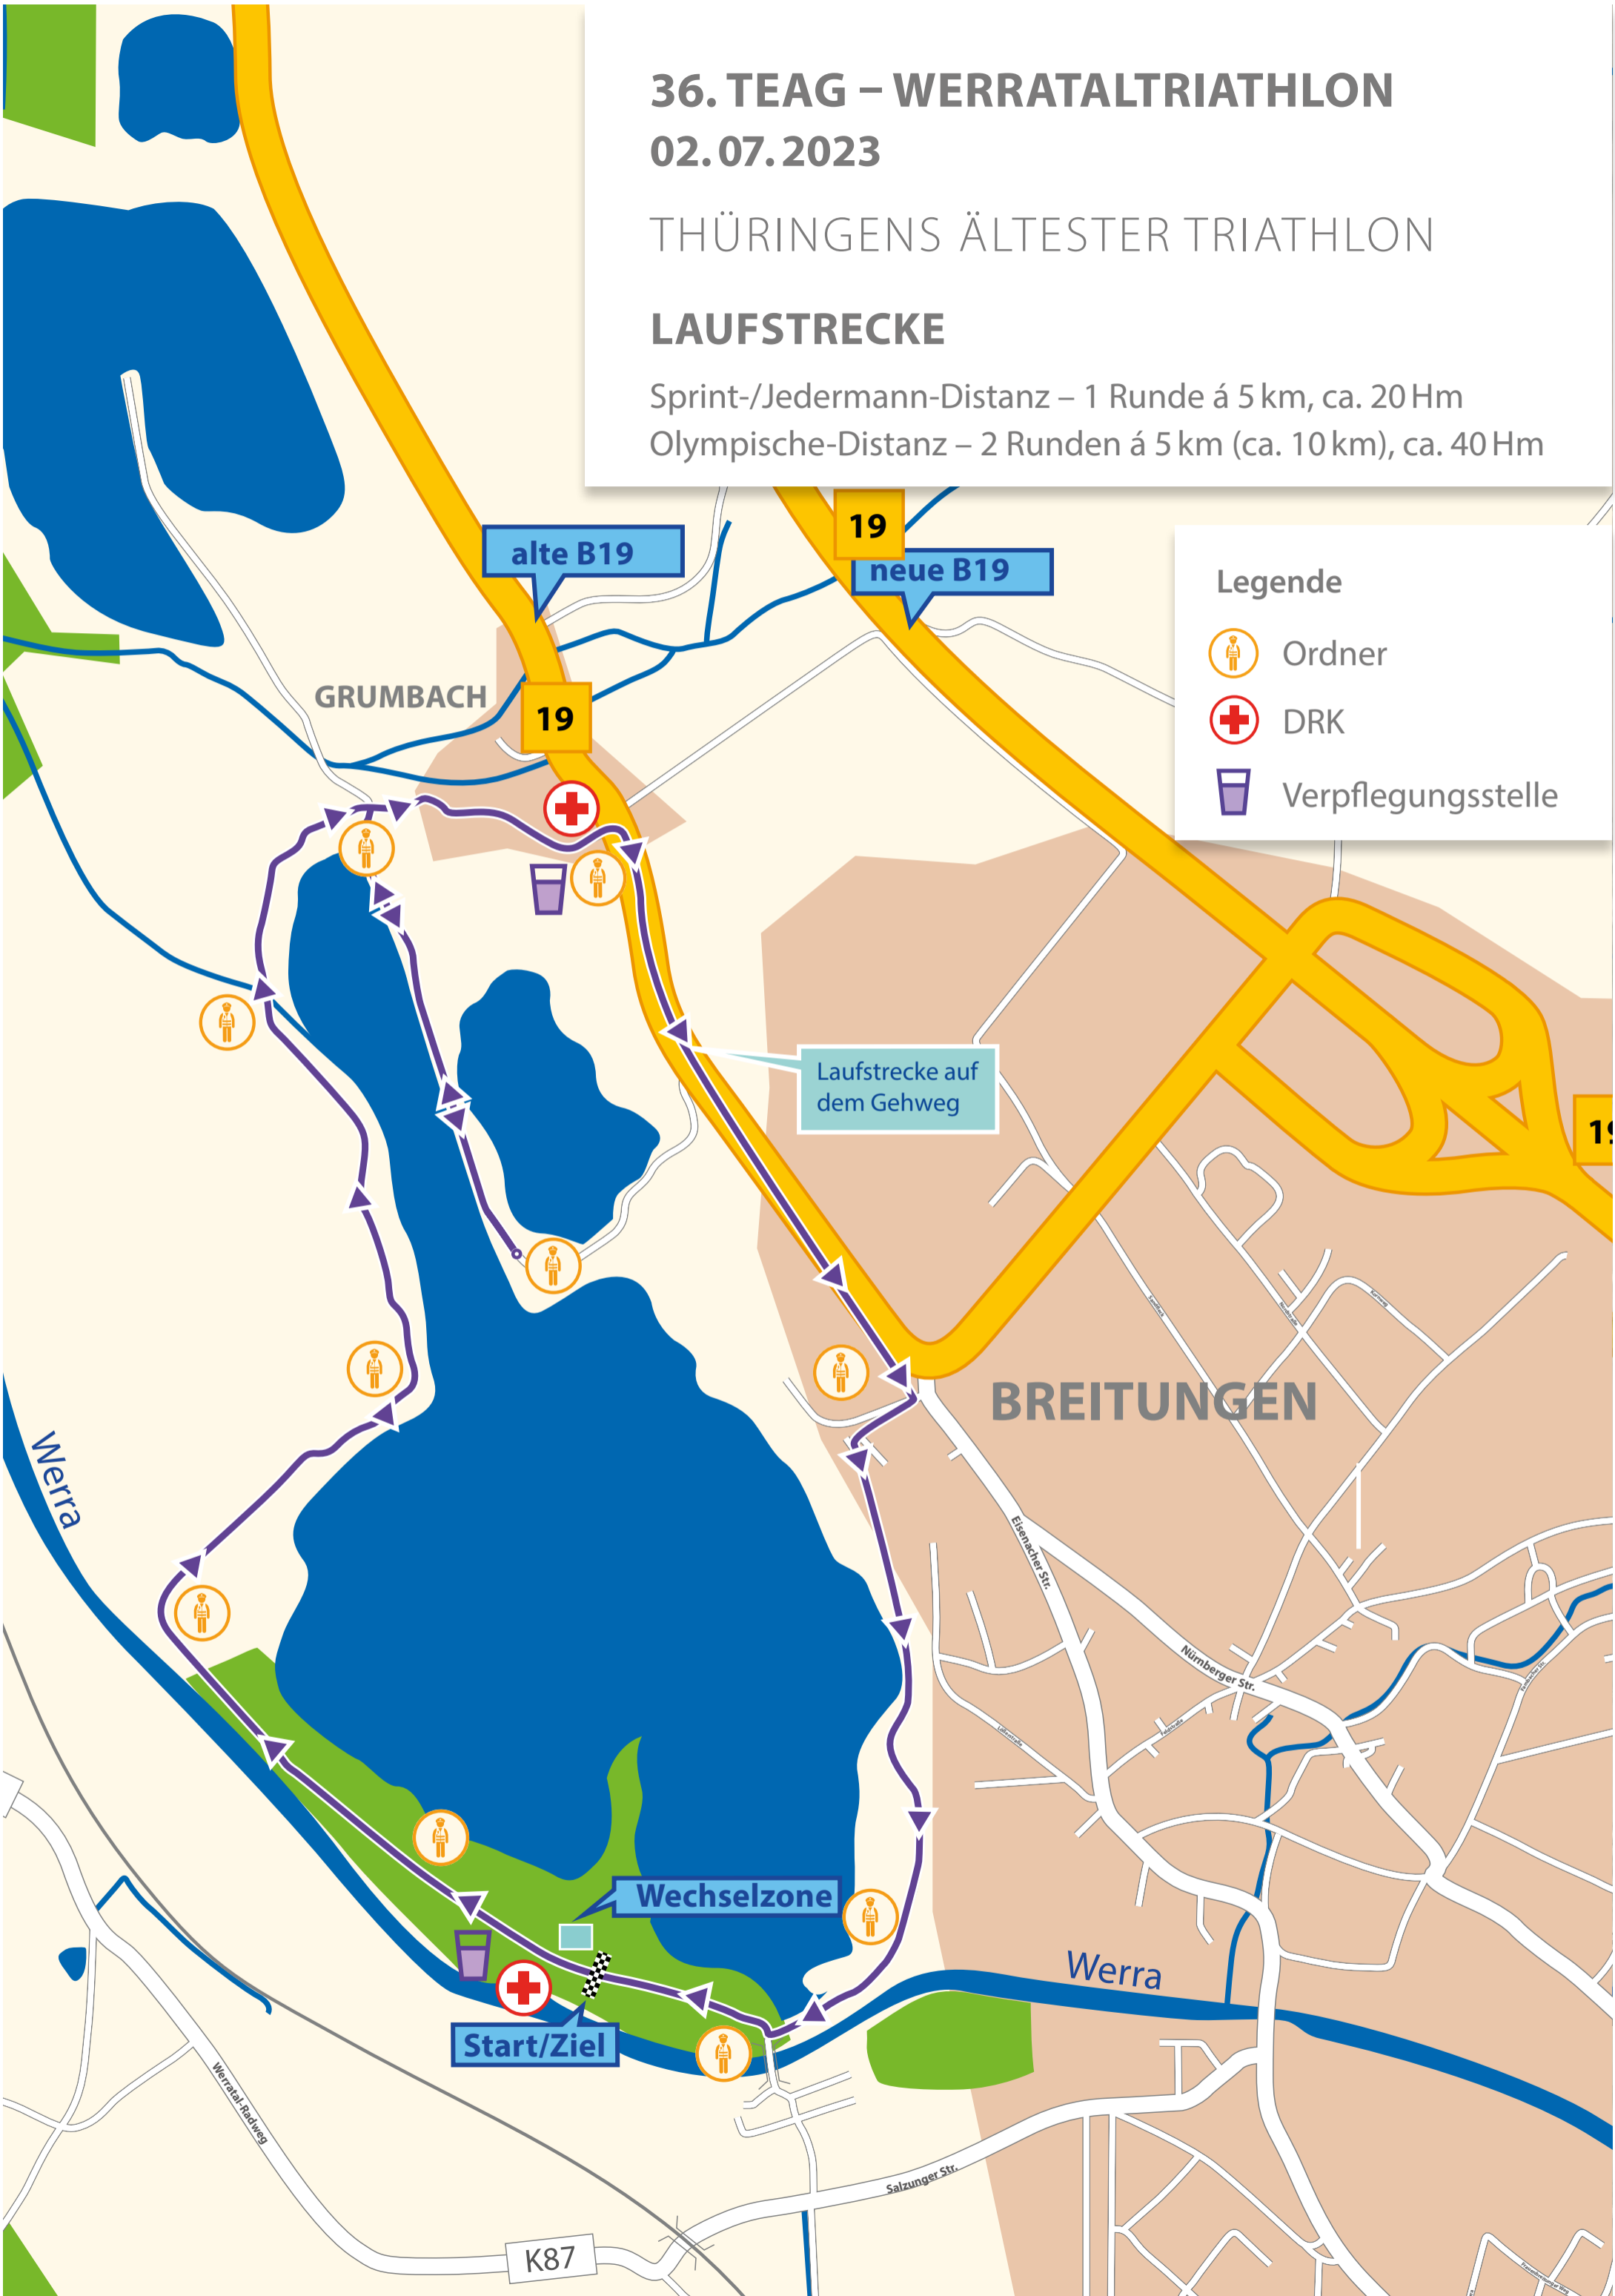 36. TEAG – WERRATALTRIATHLON
02. 07. 2023
THÜRINGENS ÄLTESTER TRIATHLON
LAUFSTRECKE
Sprint-/Jedermann-Distanz – 1 Runde á 5 km, ca. 20 Hm
Olympische-Distanz – 2 Runden á 5 km (ca. 10 km), ca. 40 Hm
19
alte B19
neue B19
Legende
Ordner
DRK
Verpflegungsstelle
GRUMBACH
19
Laufstrecke auf
dem Gehweg
19
BREITUNGEN
Werra
Eisenacher Str.
Nürnberger Str.
Wechselzone
Werra
Start/Ziel
Werratal-Radweg
Salzunger Str.
K87